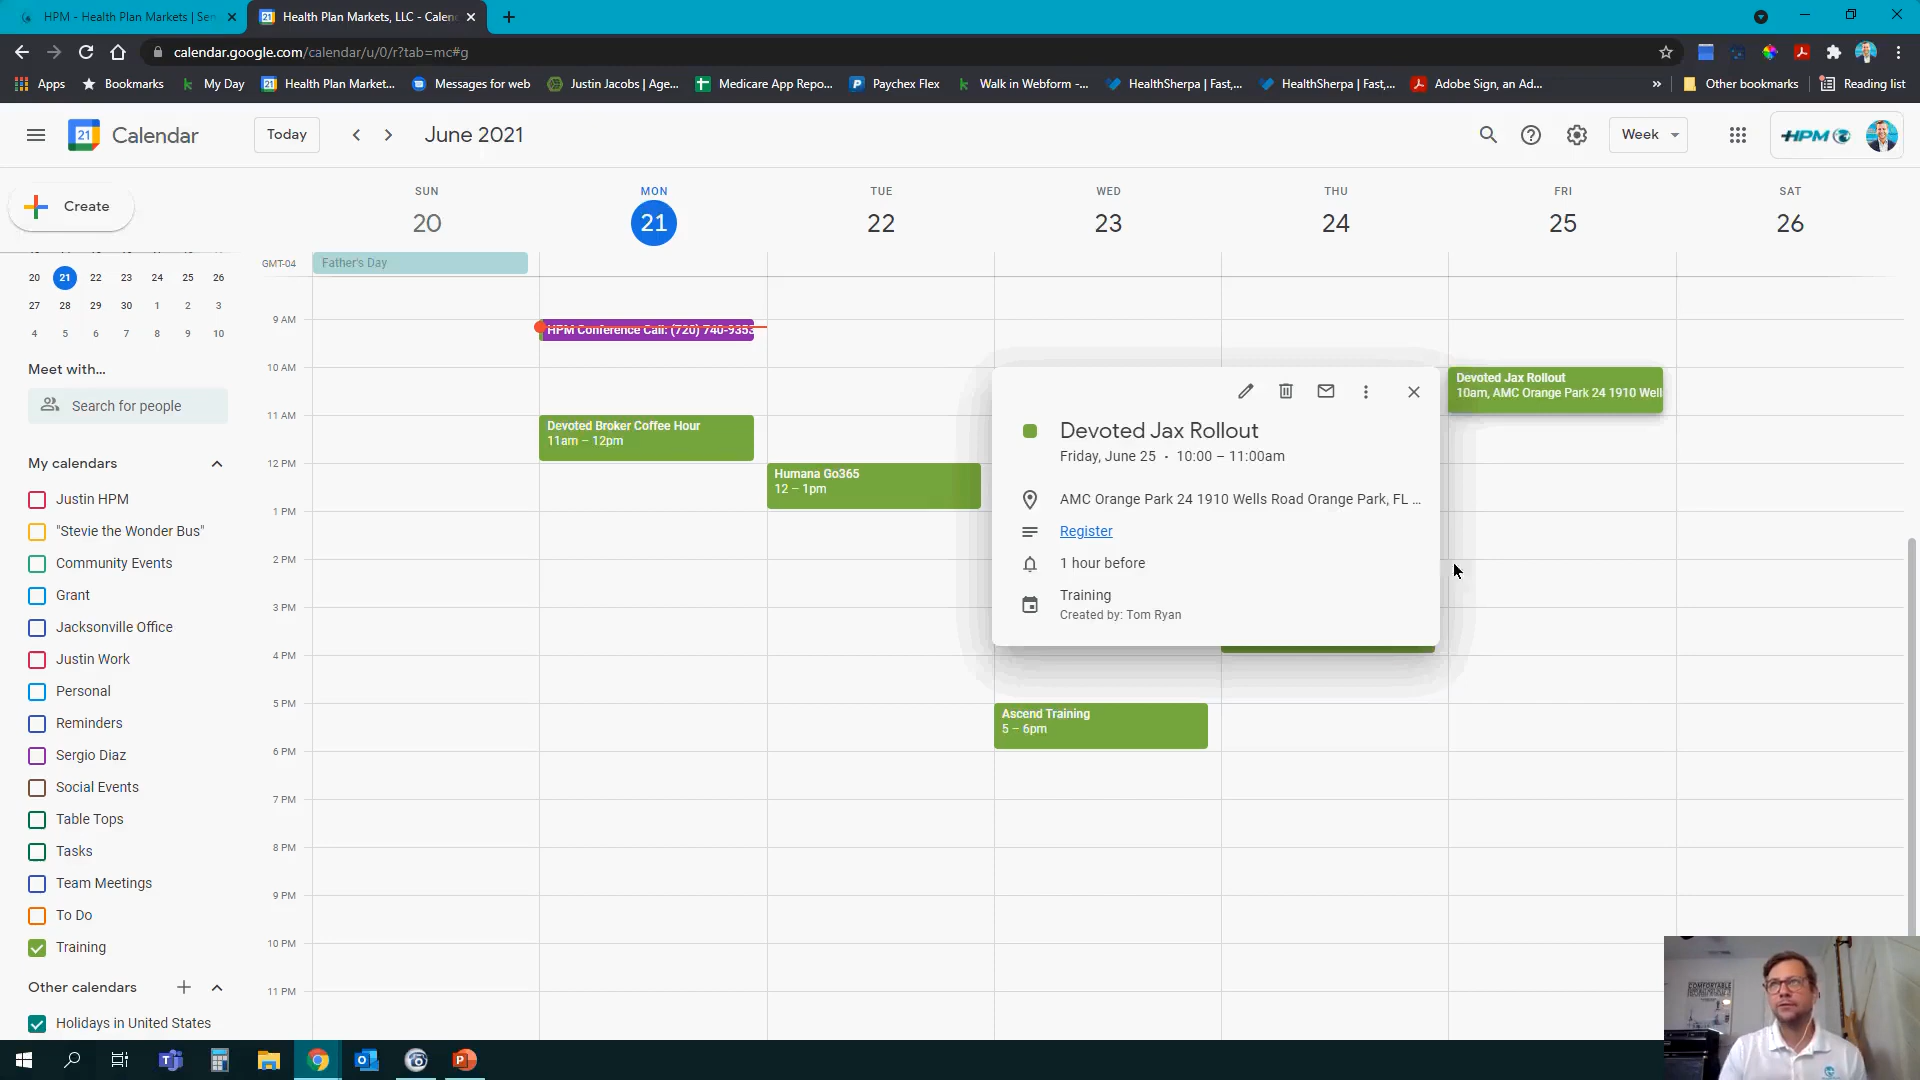 HPM - Health Plan Markets | Sen
Health Plan Markets, LLC - Calen
calendar.google.com/calendar/u/0/r?tab=mc#g
Apps
Bookmarks
My Day
Health Plan Market...
Messages for web
Justin Jacobs | Age...
Medicare App Repo...
Paychex Flex
Walk in Webform -...
HealthSherpa | Fast,...
HealthSherpa | Fast,...
Adobe Sign, an Ad...
»
Other bookmarks
Reading list
21
Calendar
Today
June 2021
Week
HPM
Create
SUN
20
MON
21
TUE
22
WED
23
THU
24
FRI
25
SAT
26
GMT-04
Father's Day
20 21 22 23 24 25 26
27 28 29 30 1 2 3
4 5 6 7 8 9 10
Meet with...
Search for people
My calendars
Justin HPM
"Stevie the Wonder Bus"
Community Events
Grant
Jacksonville Office
Justin Work
Personal
Reminders
Sergio Diaz
Social Events
Table Tops
Tasks
Team Meetings
To Do
Training
Other calendars
Holidays in United States
9 AM
10 AM
11 AM
12 PM
1 PM
2 PM
3 PM
4 PM
5 PM
6 PM
7 PM
8 PM
9 PM
10 PM
11 PM
HPM Conference Call: (720) 740-9353
Devoted Broker Coffee Hour
11am – 12pm
Humana Go365
12 – 1pm
Devoted Jax Rollout
Friday, June 25 • 10:00 – 11:00am
AMC Orange Park 24 1910 Wells Road Orange Park, FL ...
Register
1 hour before
Training
Created by: Tom Ryan
Ascend Training
5 – 6pm
Devoted Jax Rollout
10am, AMC Orange Park 24 1910 Well
COMFORTABLE